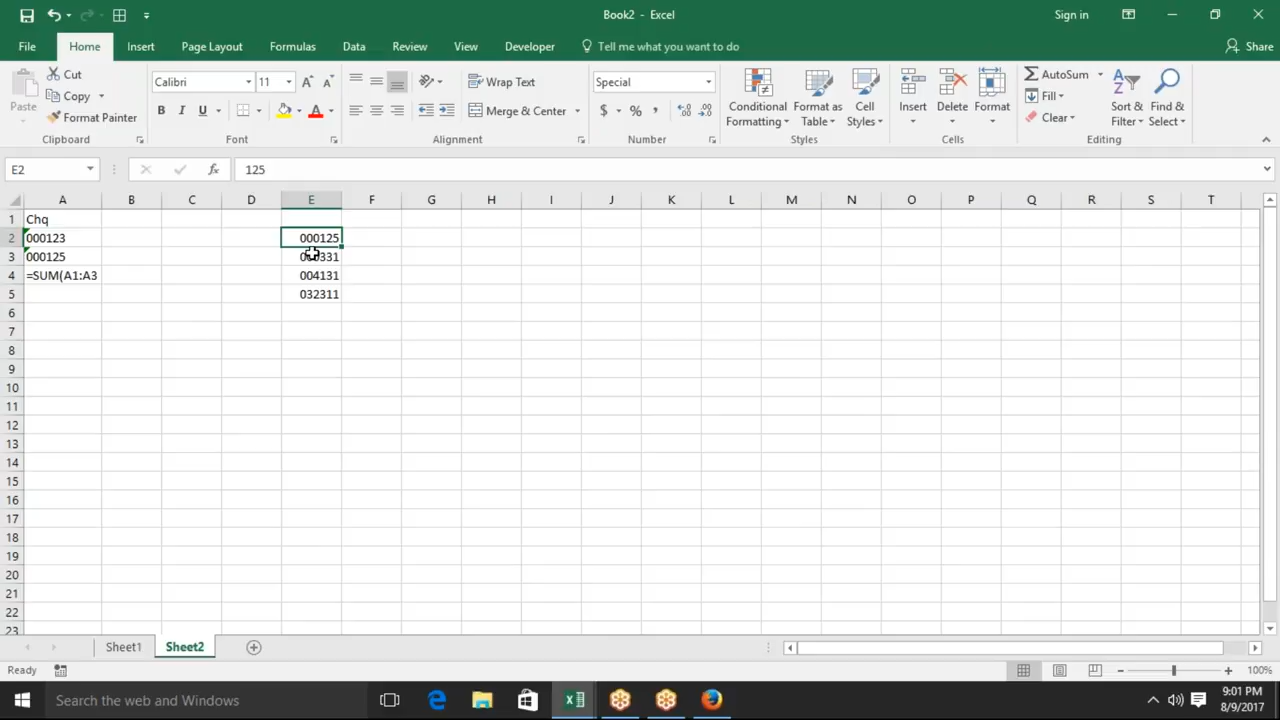 Book2 - Excel
Sign in
File Home Insert Page Layout Formulas Data Review View Developer Tell me what you want to do Share
Paste
Cut
Copy
Format Painter
Clipboard
Calibri 11
B I U
Font
Wrap Text
Merge & Center
Alignment
Special
$ % ,
Number
Conditional Formatting
Format as Table
Cell Styles
Styles
Insert
Delete
Format
Cells
AutoSum
Fill
Clear
Sort & Filter
Find & Select
Editing
E2 fx 125
A B C D E F G H I J K L M N O P Q R S T
1 Chq
2 000123 000125
3 000125
4 =SUM(A1:A3 004131
5 032311
6
7
8
9
10
11
12
13
14
15
16
17
18
19
20
21
22
23
Sheet1 Sheet2
Ready 100%
Search the web and Windows
9:01 PM
8/9/2017